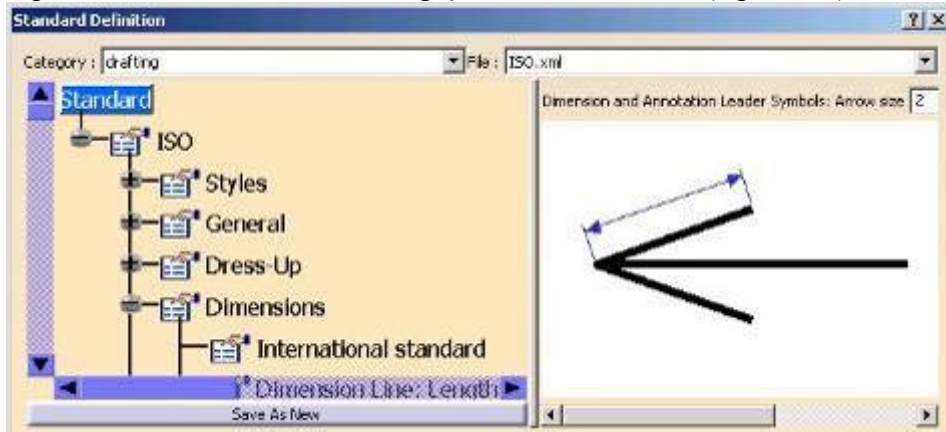 Standard Definition
Category : drafting File : ISO.xml
Standard
ISO
Styles
General
Dress-Up
Dimensions
International standard
Dimension Line: Length
Save As New
Dimension and Annotation Leader Symbols: Arrow size 2